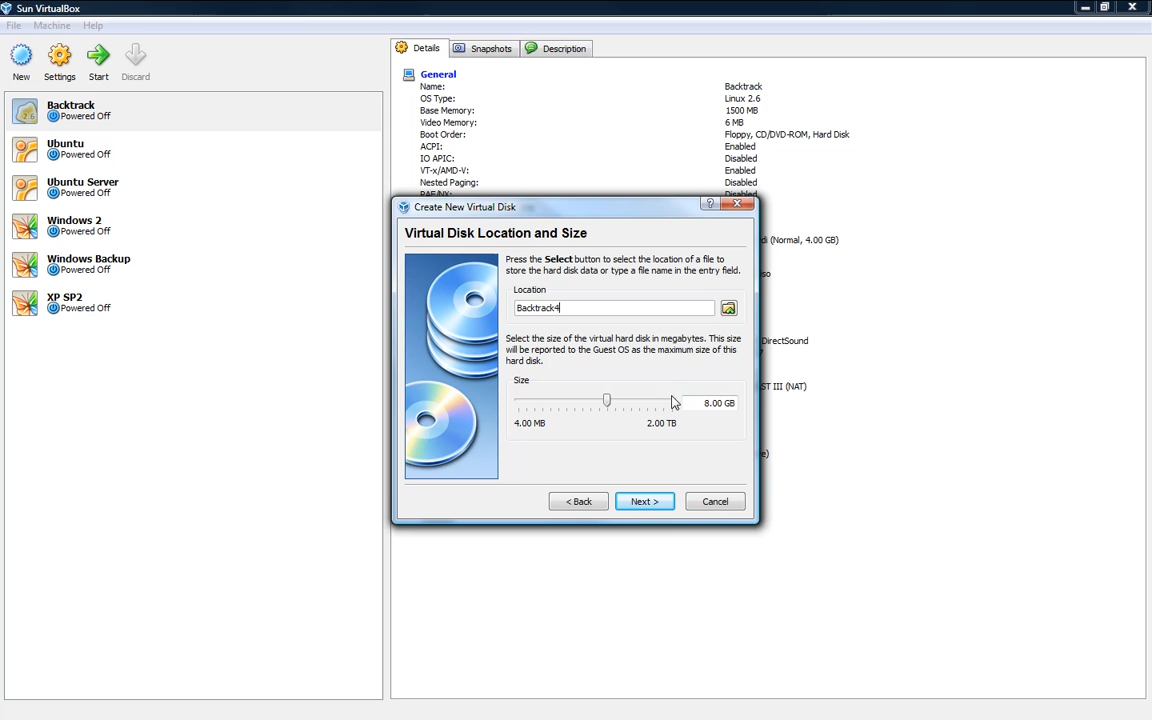 Sun VirtualBox
File Machine Help
New Settings Start Discard
Details Snapshots Description
Backtrack
Powered Off
Ubuntu
Powered Off
Ubuntu Server
Powered Off
Windows 2
Powered Off
Windows Backup
Powered Off
XP SP2
Powered Off
General
Name: Backtrack
OS Type: Linux 2.6
Base Memory: 1500 MB
Video Memory: 6 MB
Boot Order: Floppy, CD/DVD-ROM, Hard Disk
ACPI: Enabled
IO APIC: Disabled
VT-x/AMD-V: Enabled
Nested Paging: Disabled
PAE/NX: Disabled
di (Normal, 4.00 GB)
so
DirectSound
ST III (NAT)
e)
Create New Virtual Disk
Virtual Disk Location and Size
Press the Select button to select the location of a file to
store the hard disk data or type a file name in the entry field.
Location
Backtrack4
Select the size of the virtual hard disk in megabytes. This size
will be reported to the Guest OS as the maximum size of this
hard disk.
Size
8.00 GB
4.00 MB 2.00 TB
< Back Next > Cancel